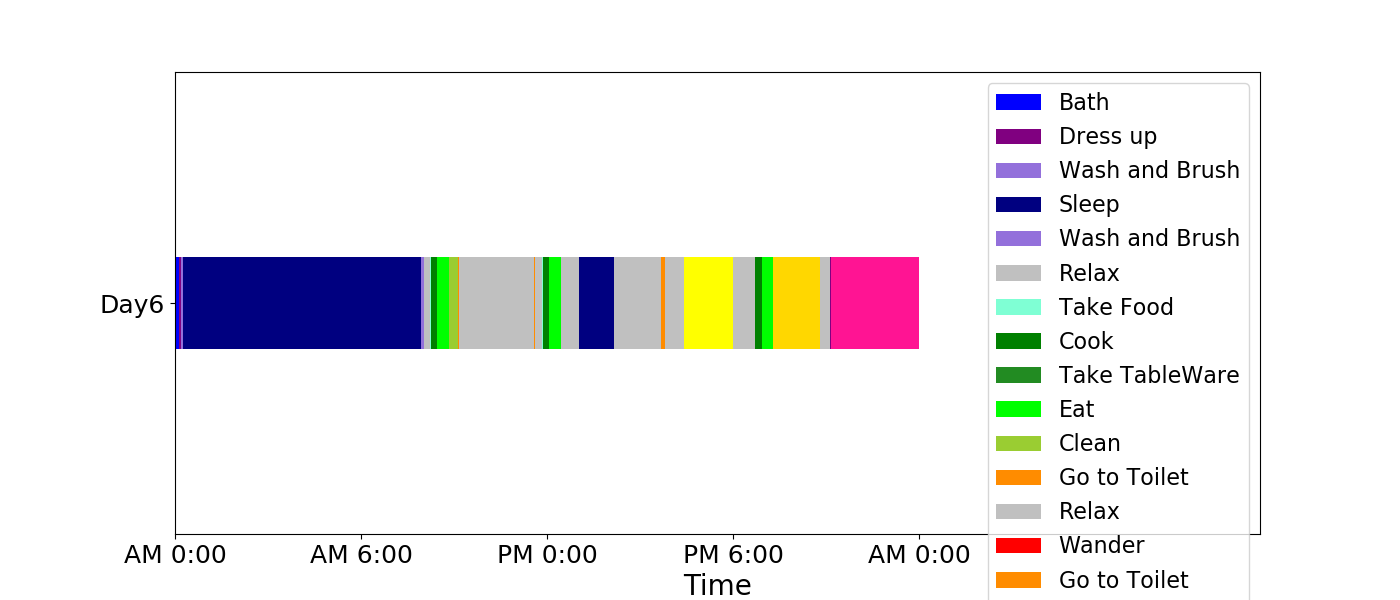 Bath
Dress up
Wash and Brush
Sleep
Wash and Brush
Relax
Take Food
Cook
Take TableWare
Eat
Clean
Go to Toilet
Relax
Wander
Go to Toilet
Day6
AM 0:00 AM 6:00 PM 0:00 PM 6:00 AM 0:00
Time